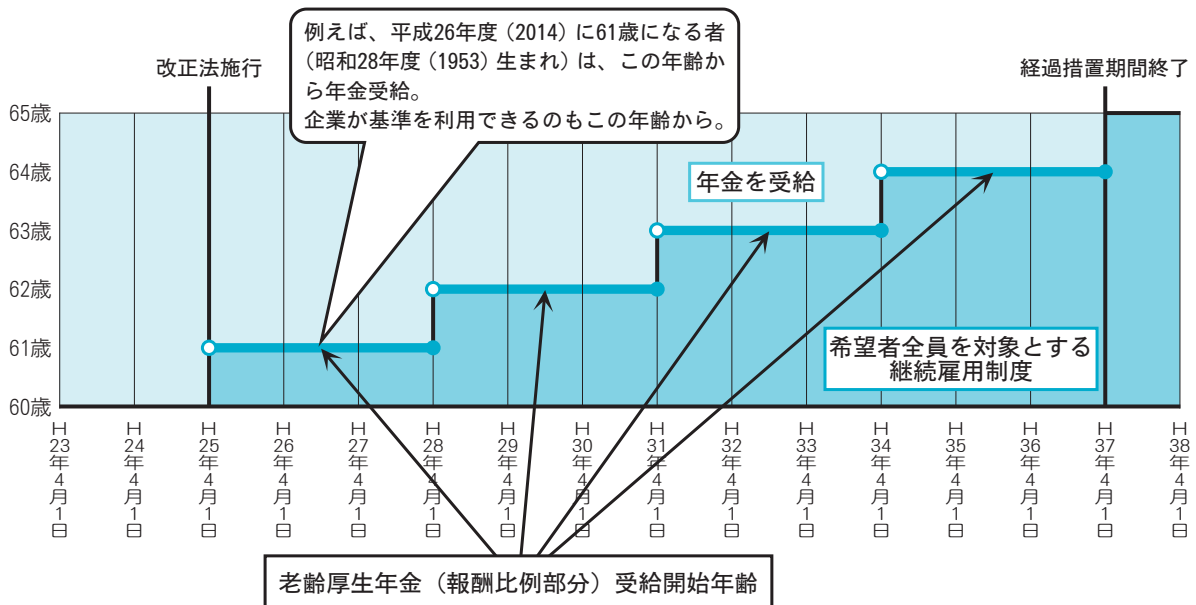 例えば、平成26年度（2014）に61歳になる者
（昭和28年度（1953）生まれ）は、この年齢か
ら年金受給。
企業が基準を利用できるのもこの年齢から。
改正法施行
経過措置期間終了
65歳
64歳
63歳
62歳
61歳
60歳
年金を受給
希望者全員を対象とする
継続雇用制度
H23年4月1日
H24年4月1日
H25年4月1日
H26年4月1日
H27年4月1日
H28年4月1日
H29年4月1日
H30年4月1日
H31年4月1日
H32年4月1日
H33年4月1日
H34年4月1日
H35年4月1日
H36年4月1日
H37年4月1日
H38年4月1日
老齢厚生年金（報酬比例部分）受給開始年齢